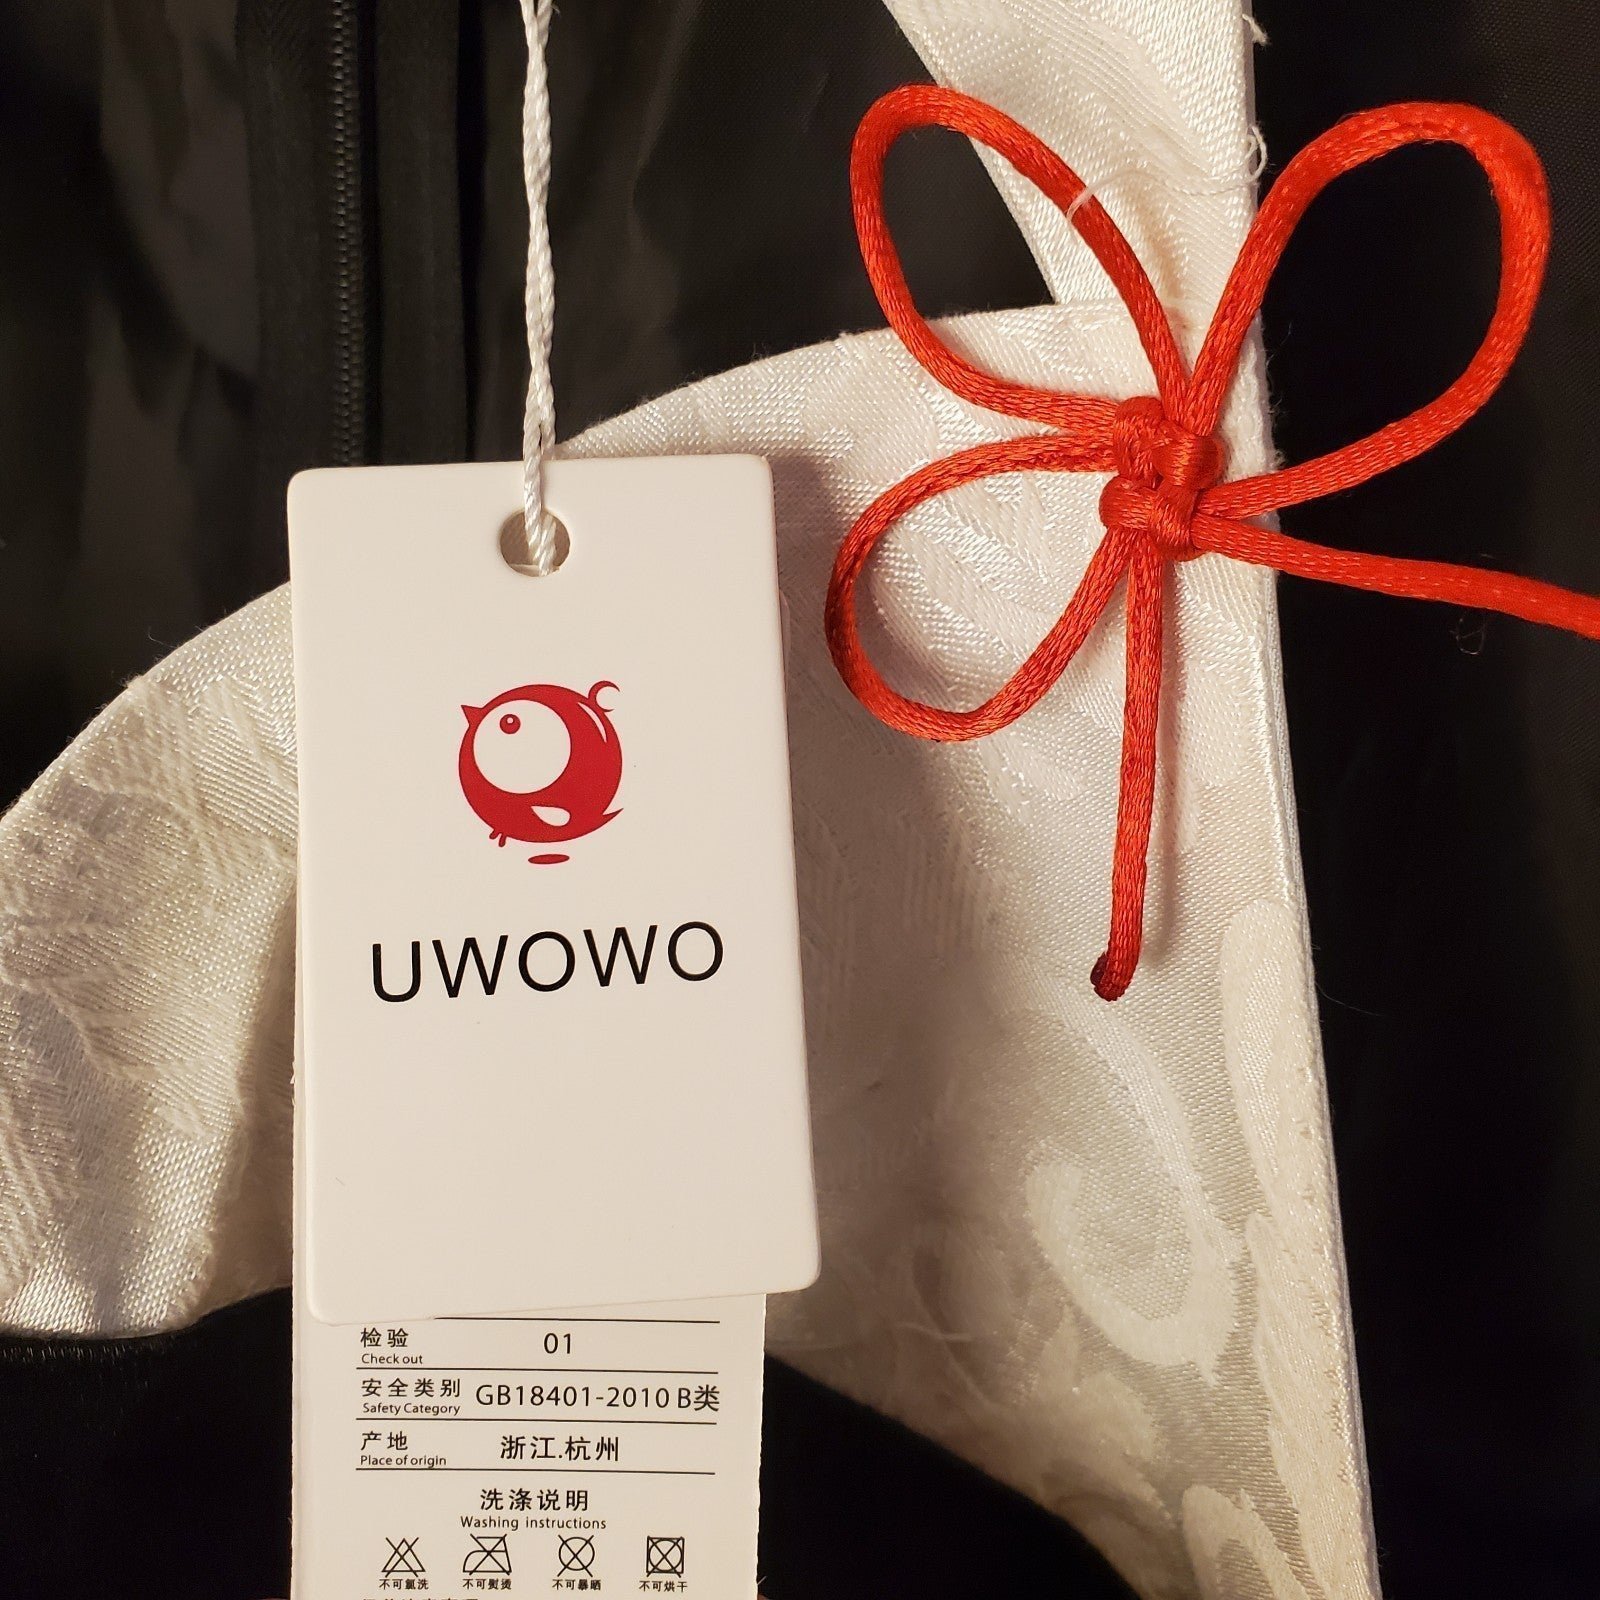 UWOWO
检验 01
Check out
安全类别 GB18401-2010 B类
Safety Category
产地 浙江.杭州
Place of origin
洗涤说明
Washing instructions
不可氯洗 不可熨烫 不可暴晒 不可烘干